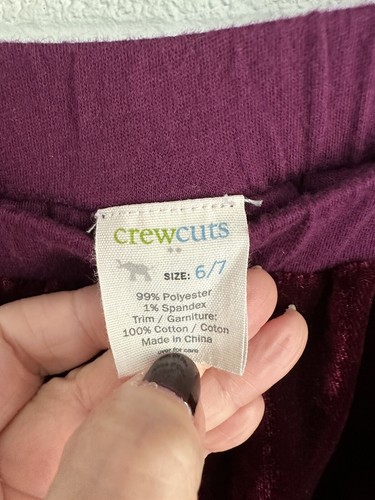 crewcuts
SIZE: 6/7
99% Polyester
1% Spandex
Trim / Garniture:
100% Cotton / Coton
Made in China
over for care